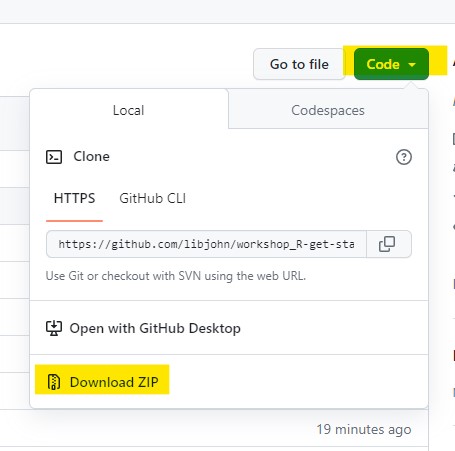 Go to file
Code
Local
Codespaces
Clone
HTTPS
GitHub CLI
https://github.com/libjohn/workshop_R-get-sta
Use Git or checkout with SVN using the web URL.
Open with GitHub Desktop
Download ZIP
19 minutes ago